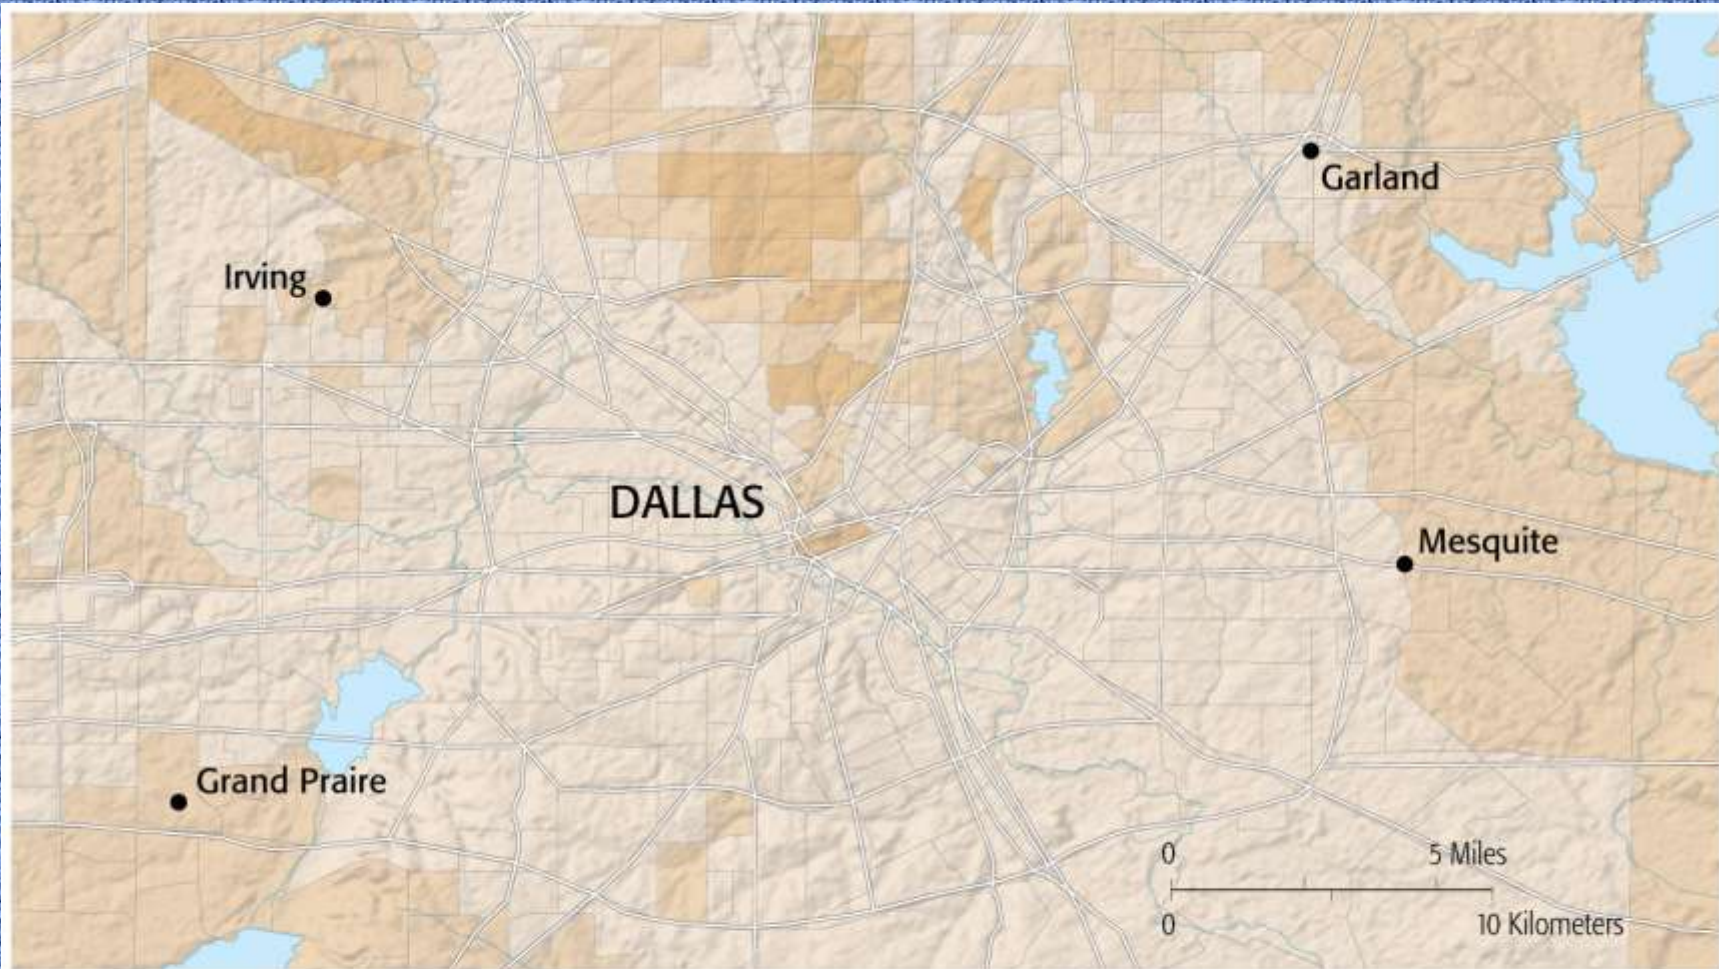 Garland
Irving
DALLAS
Mesquite
Grand Praire
0 5 Miles
0 10 Kilometers